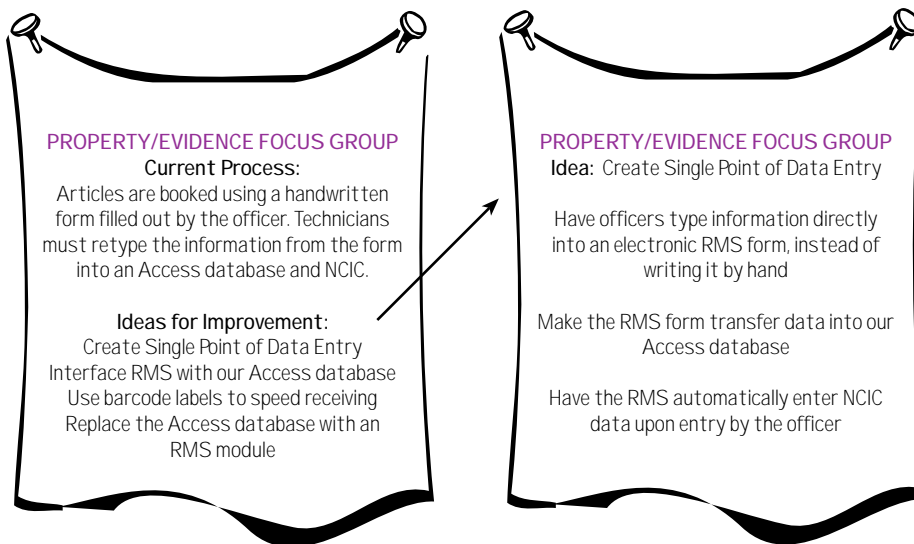 PROPERTY/EVIDENCE FOCUS GROUP
Current Process:
Articles are booked using a handwritten
form filled out by the officer. Technicians
must retype the information from the form
into an Access database and NCIC.
Ideas for Improvement:
Create Single Point of Data Entry
Interface RMS with our Access database
Use barcode labels to speed receiving
Replace the Access database with an
RMS module
PROPERTY/EVIDENCE FOCUS GROUP
Idea: Create Single Point of Data Entry
Have officers type information directly
into an electronic RMS form, instead of
writing it by hand
Make the RMS form transfer data into our
Access database
Have the RMS automatically enter NCIC
data upon entry by the officer